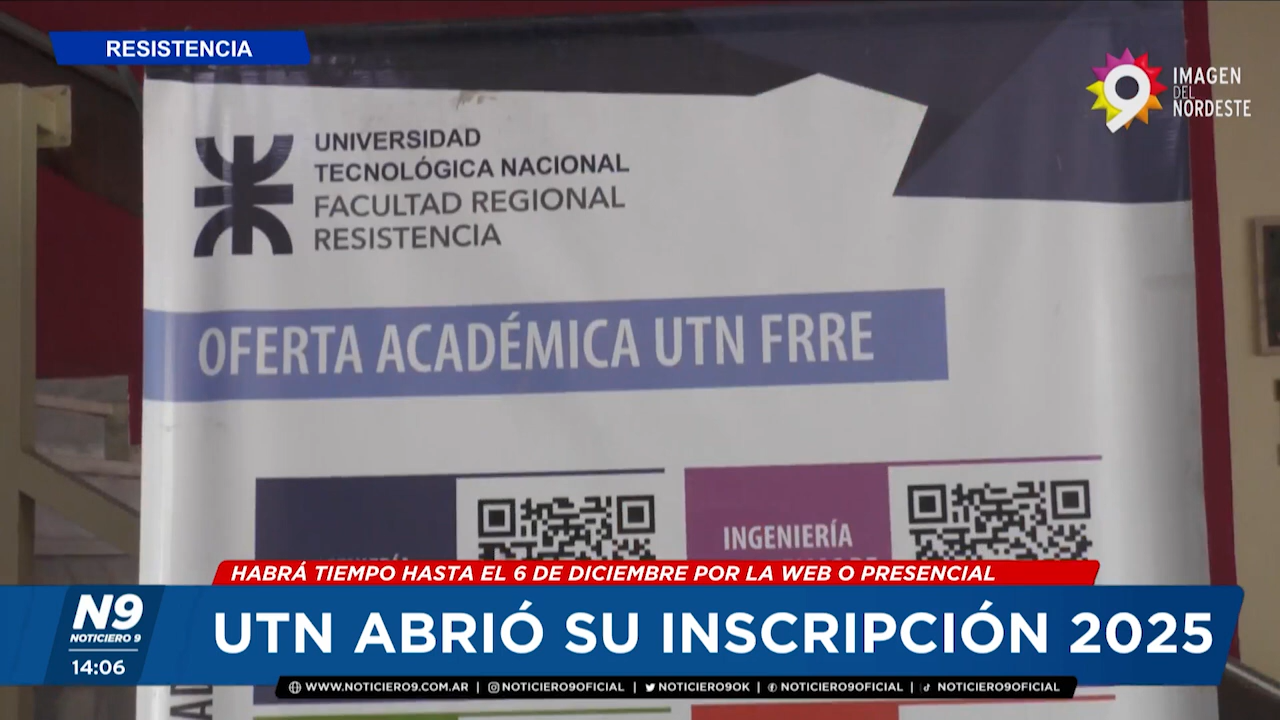 RESISTENCIA
9 IMAGEN
DEL
NORDESTE
UNIVERSIDAD
TECNOLÓGICA NACIONAL
FACULTAD REGIONAL
RESISTENCIA
OFERTA ACADÉMICA UTN FRRE
INGENIERÍA
HABRÁ TIEMPO HASTA EL 6 DE DICIEMBRE POR LA WEB O PRESENCIAL
N9
NOTICIERO 9
14:06
UTN ABRIÓ SU INSCRIPCIÓN 2025
WWW.NOTICIERO9.COM.AR | NOTICIERO9OFICIAL | NOTICIERO9OK | NOTICIERO9OFICIAL | NOTICIERO9OFICIAL